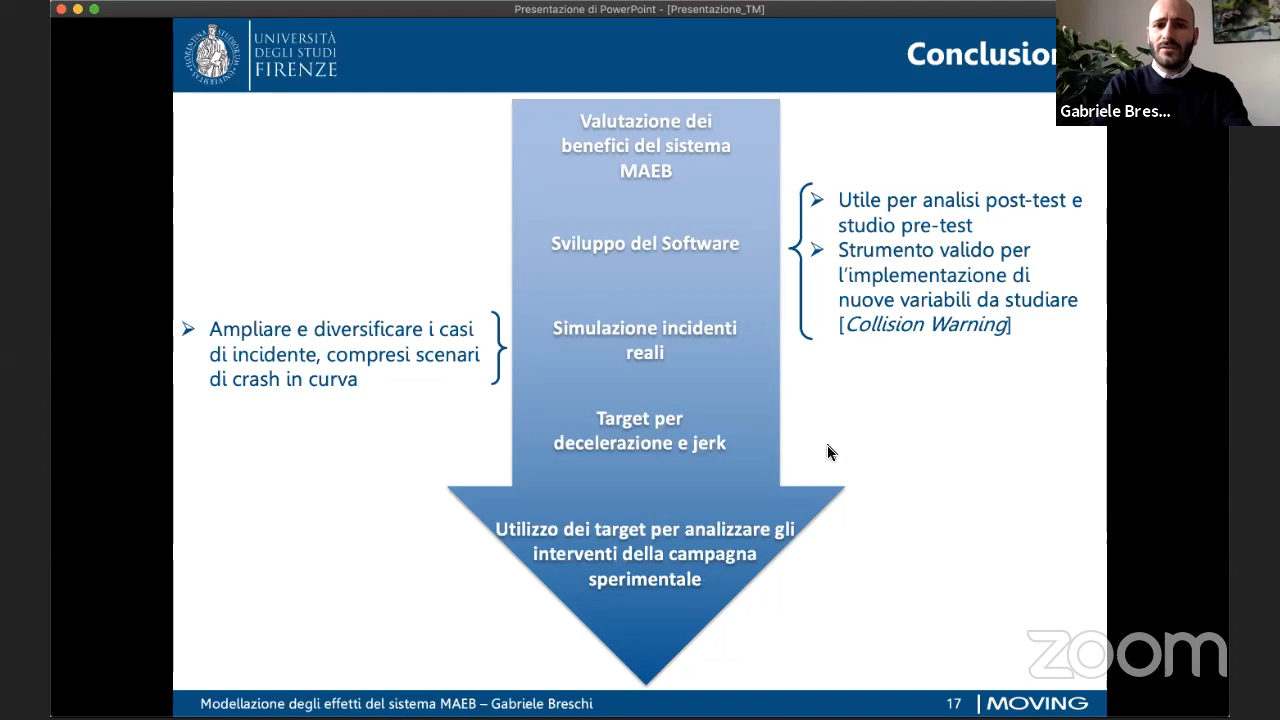 Presentazione di PowerPoint - [Presentazione_TM]
UNIVERSITÀ
DEGLI STUDI
FIRENZE
Conclusion
Gabriele Bres...
Valutazione dei
benefici del sistema
MAEB
Sviluppo del Software
Utile per analisi post-test e
studio pre-test
Strumento valido per
l'implementazione di
nuove variabili da studiare
[Collision Warning]
Ampliare e diversificare i casi
di incidente, compresi scenari
di crash in curva
Simulazione incidenti
reali
Target per
decelerazione e jerk
Utilizzo dei target per analizzare gli
interventi della campagna
sperimentale
zoom
Modellazione degli effetti del sistema MAEB – Gabriele Breschi
17
MOVING